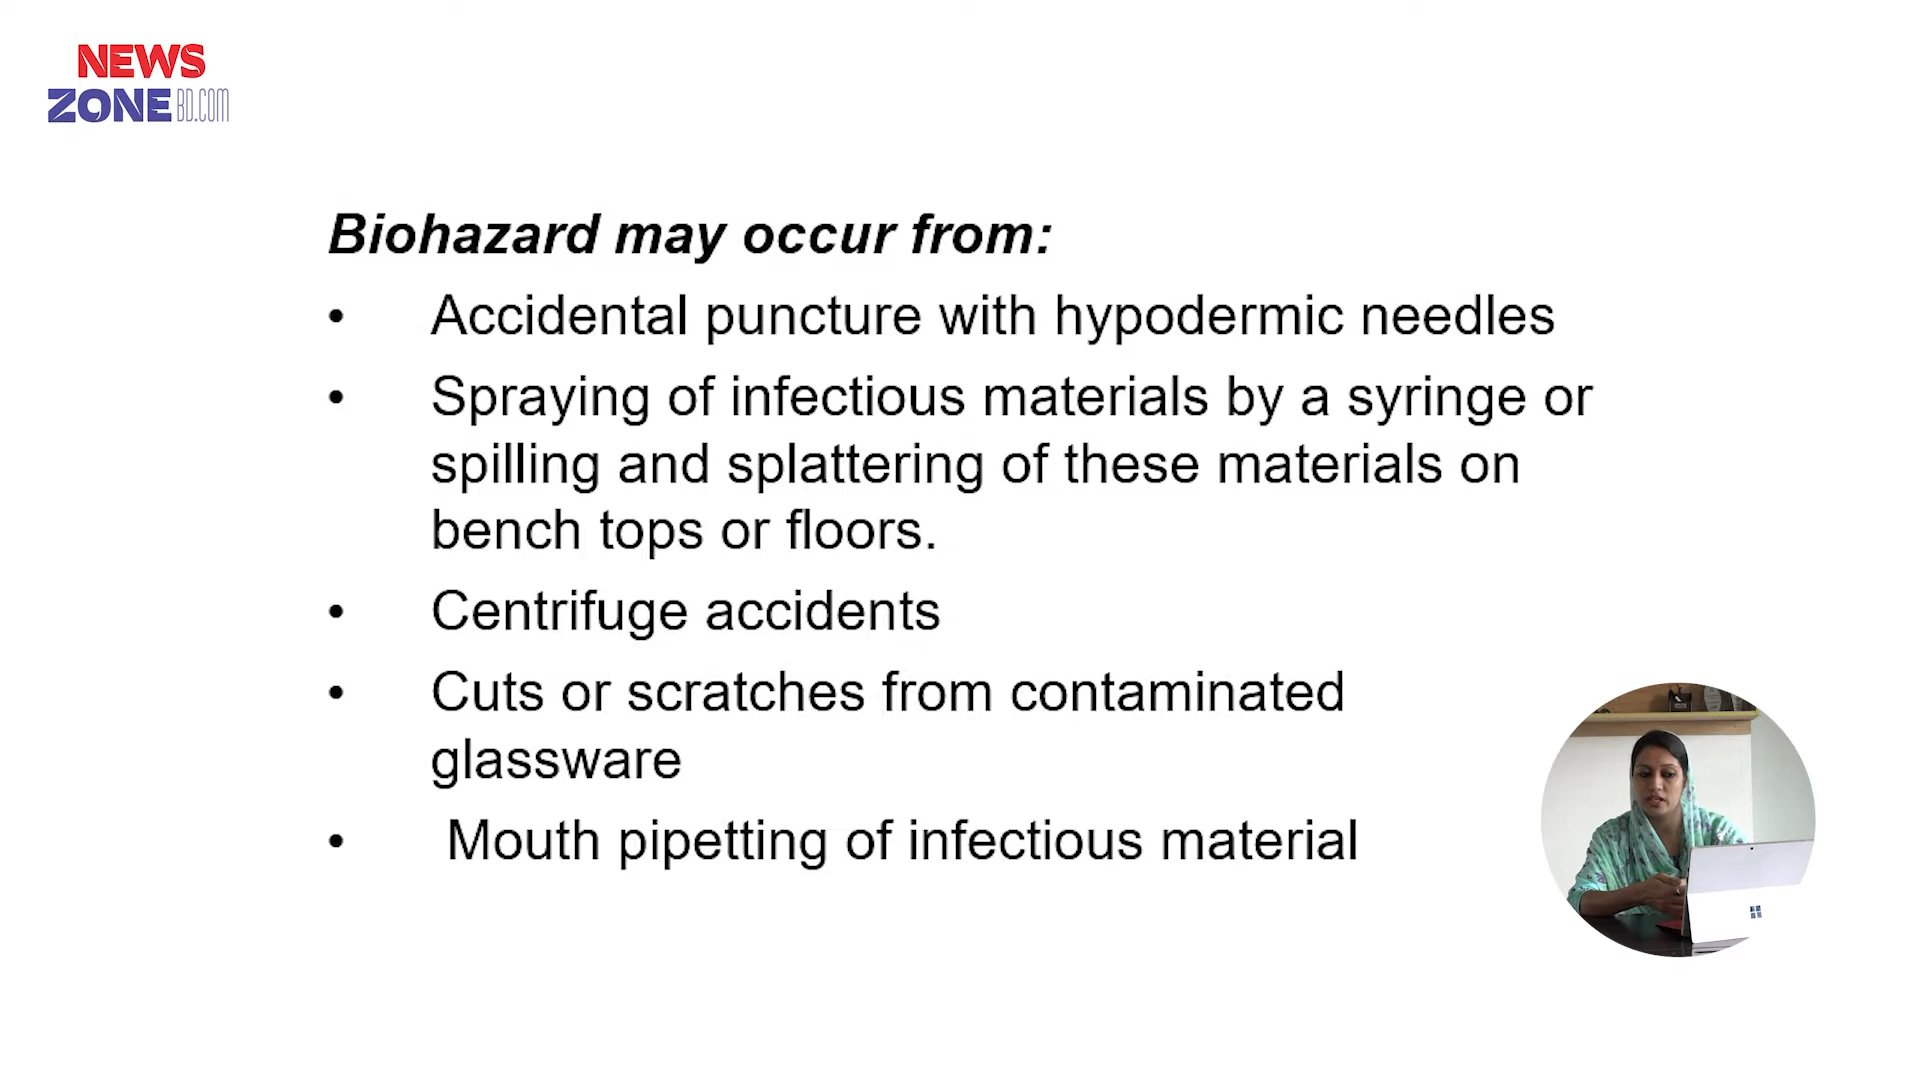 NEWS
ZONE BD.COM
Biohazard may occur from:
• Accidental puncture with hypodermic needles
• Spraying of infectious materials by a syringe or
spilling and splattering of these materials on
bench tops or floors.
• Centrifuge accidents
• Cuts or scratches from contaminated
glassware
• Mouth pipetting of infectious material